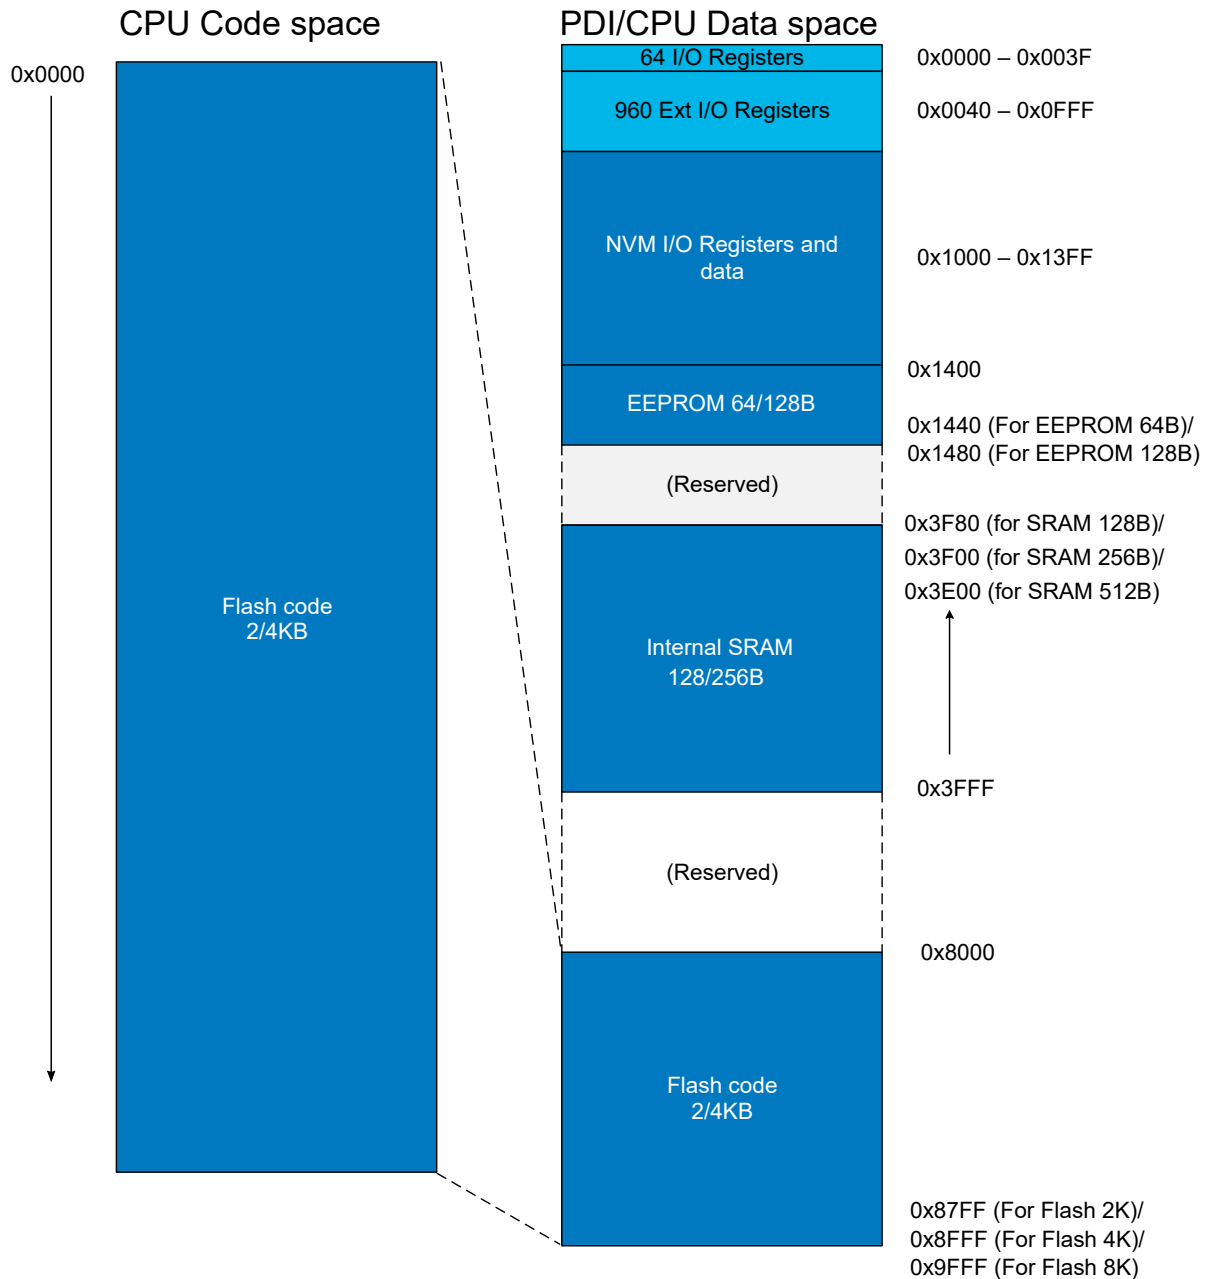 CPU Code space
PDI/CPU Data space
0x0000
Flash code
2/4KB
64 I/O Registers
0x0000 – 0x003F
960 Ext I/O Registers
0x0040 – 0x0FFF
NVM I/O Registers and
data
0x1000 – 0x13FF
0x1400
EEPROM 64/128B
0x1440 (For EEPROM 64B)/
0x1480 (For EEPROM 128B)
(Reserved)
0x3F80 (for SRAM 128B)/
0x3F00 (for SRAM 256B)/
0x3E00 (for SRAM 512B)
Internal SRAM
128/256B
0x3FFF
(Reserved)
0x8000
Flash code
2/4KB
0x87FF (For Flash 2K)/
0x8FFF (For Flash 4K)/
0x9FFF (For Flash 8K)